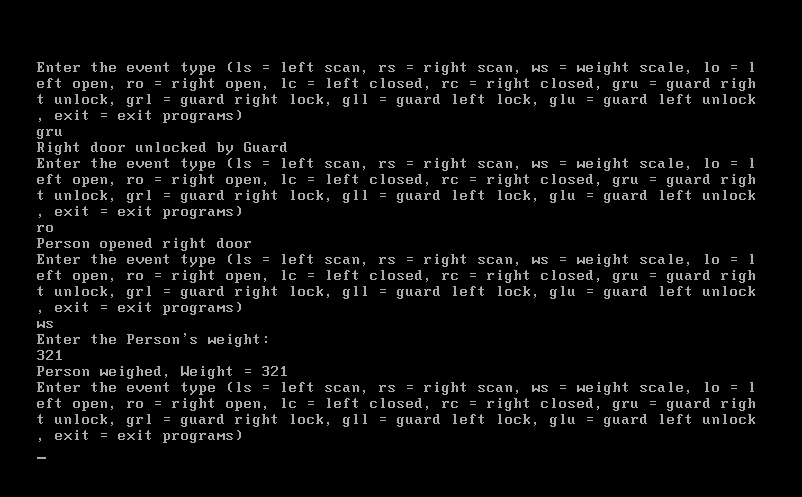 Enter the event type (ls = left scan, rs = right scan, ws = weight scale, lo = l
eft open, ro = right open, lc = left closed, rc = right closed, gru = guard righ
t unlock, grl = guard right lock, gll = guard left lock, glu = guard left unlock
, exit = exit programs)
gru
Right door unlocked by Guard
Enter the event type (ls = left scan, rs = right scan, ws = weight scale, lo = l
eft open, ro = right open, lc = left closed, rc = right closed, gru = guard righ
t unlock, grl = guard right lock, gll = guard left lock, glu = guard left unlock
, exit = exit programs)
ro
Person opened right door
Enter the event type (ls = left scan, rs = right scan, ws = weight scale, lo = l
eft open, ro = right open, lc = left closed, rc = right closed, gru = guard righ
t unlock, grl = guard right lock, gll = guard left lock, glu = guard left unlock
, exit = exit programs)
ws
Enter the Person's weight:
321
Person weighed, Weight = 321
Enter the event type (ls = left scan, rs = right scan, ws = weight scale, lo = l
eft open, ro = right open, lc = left closed, rc = right closed, gru = guard righ
t unlock, grl = guard right lock, gll = guard left lock, glu = guard left unlock
, exit = exit programs)
_